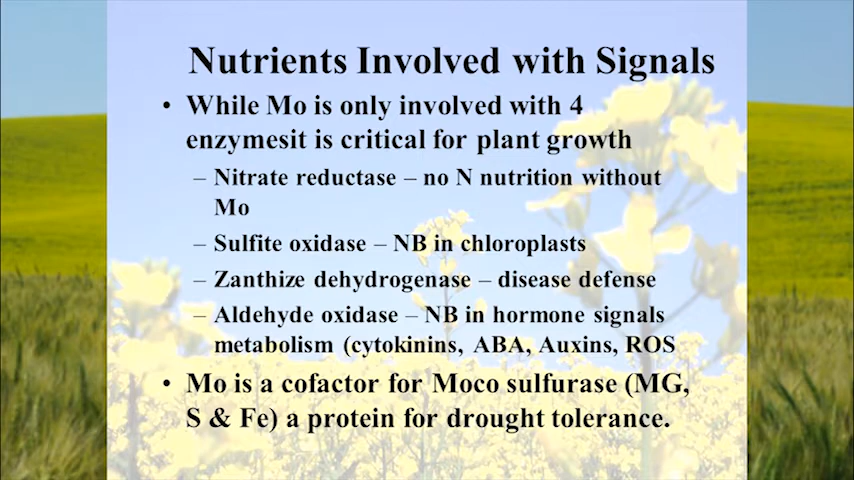 Nutrients Involved with Signals
• While Mo is only involved with 4
enzymesit is critical for plant growth
– Nitrate reductase – no N nutrition without
Mo
– Sulfite oxidase – NB in chloroplasts
– Zanthize dehydrogenase – disease defense
– Aldehyde oxidase – NB in hormone signals
metabolism (cytokinins, ABA, Auxins, ROS
• Mo is a cofactor for Moco sulfurase (MG,
S & Fe) a protein for drought tolerance.